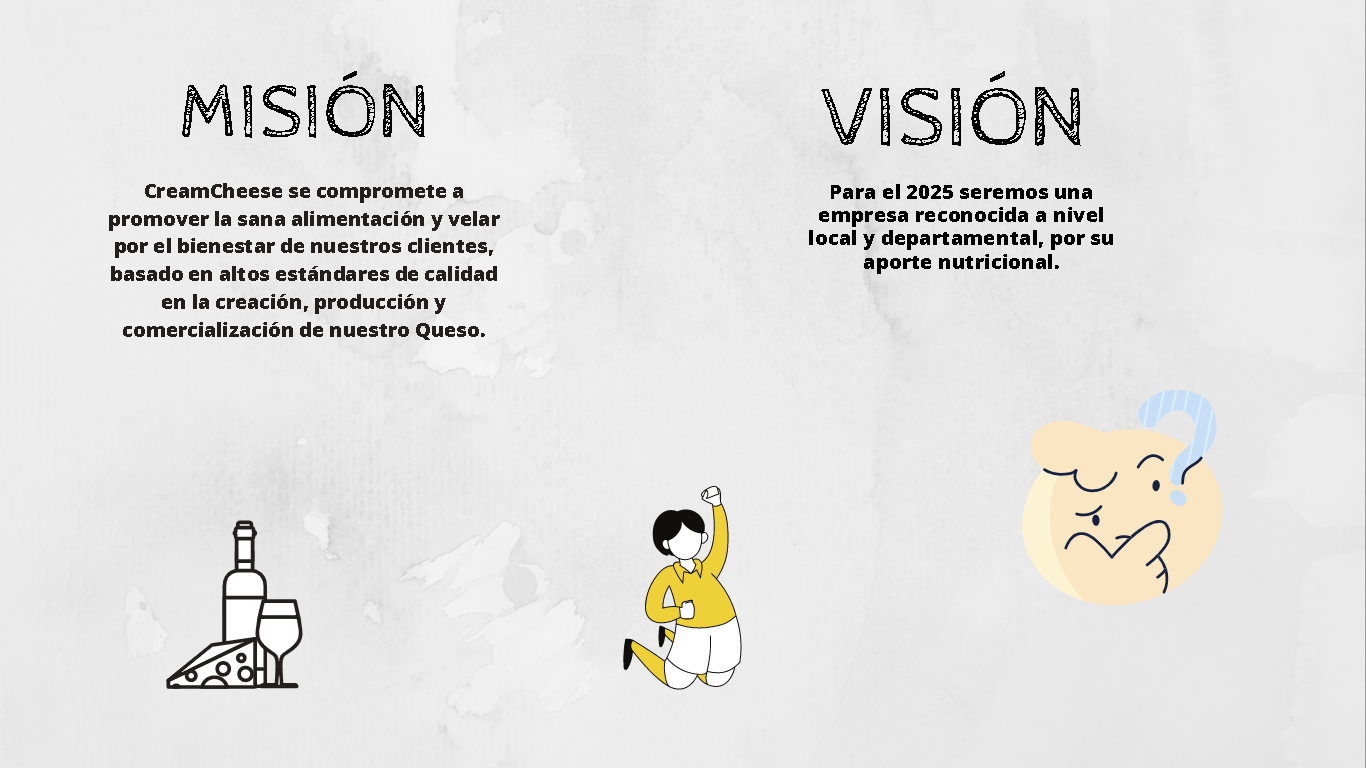 MISIÓN
CreamCheese se compromete a
promover la sana alimentación y velar
por el bienestar de nuestros clientes,
basado en altos estándares de calidad
en la creación, producción y
comercialización de nuestro Queso.
VISIÓN
Para el 2025 seremos una
empresa reconocida a nivel
local y departamental, por su
aporte nutricional.